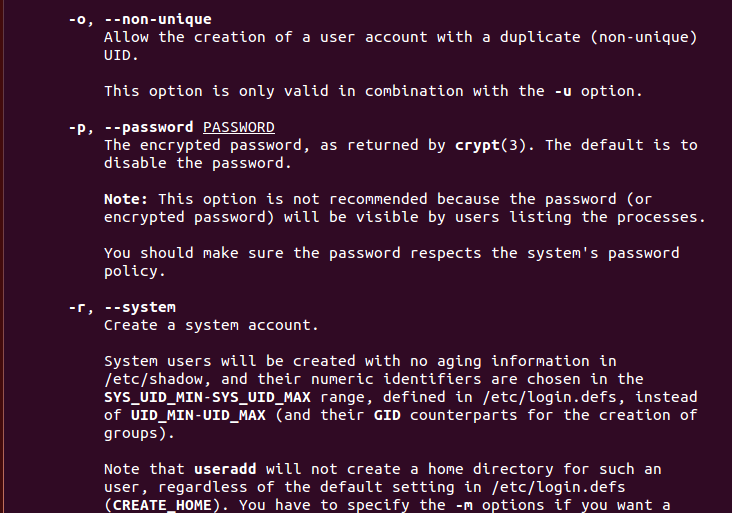 -o, --non-unique
Allow the creation of a user account with a duplicate (non-unique)
UID.
This option is only valid in combination with the -u option.
-p, --password PASSWORD
The encrypted password, as returned by crypt(3). The default is to
disable the password.
Note: This option is not recommended because the password (or
encrypted password) will be visible by users listing the processes.
You should make sure the password respects the system's password
policy.
-r, --system
Create a system account.
System users will be created with no aging information in
/etc/shadow, and their numeric identifiers are chosen in the
SYS_UID_MIN-SYS_UID_MAX range, defined in /etc/login.defs, instead
of UID_MIN-UID_MAX (and their GID counterparts for the creation of
groups).
Note that useradd will not create a home directory for such an
user, regardless of the default setting in /etc/login.defs
(CREATE_HOME). You have to specify the -m options if you want a